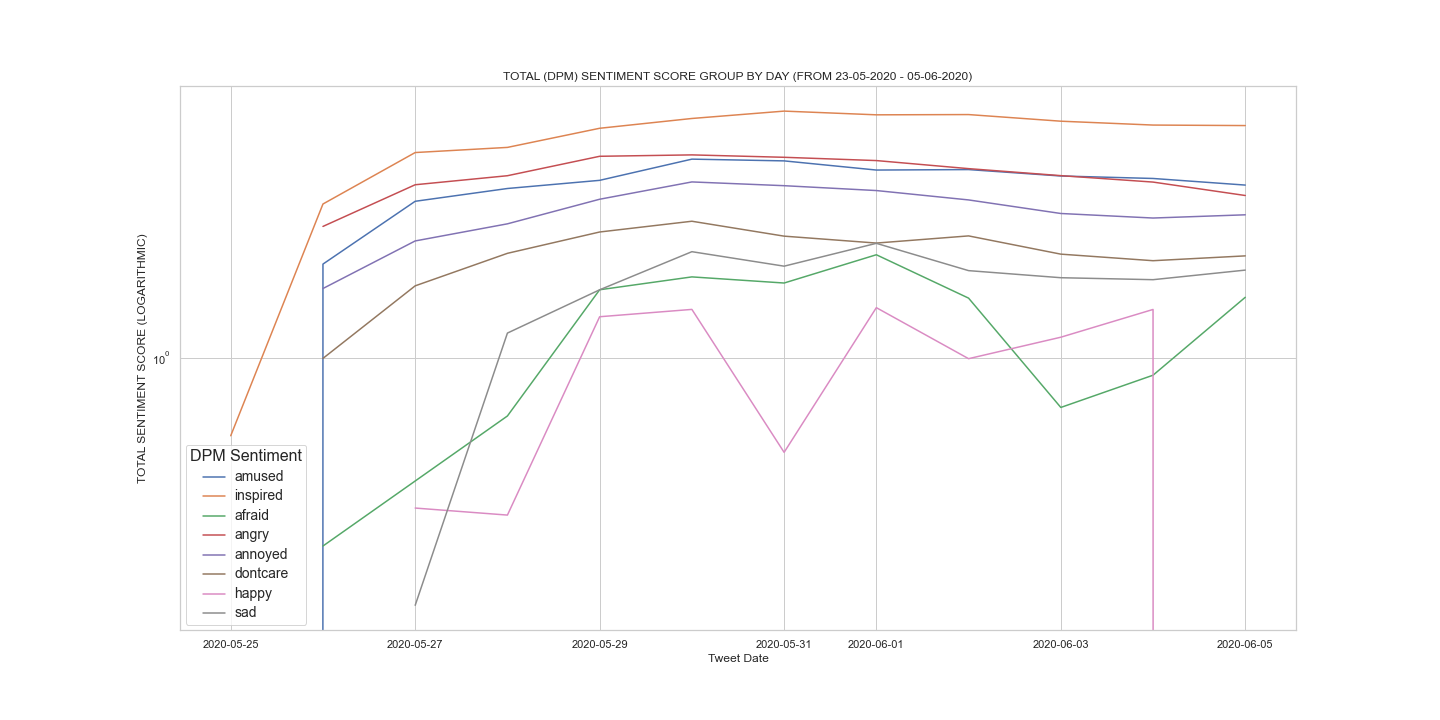 TOTAL (DPM) SENTIMENT SCORE GROUP BY DAY (FROM 23-05-2020 - 05-06-2020)
TOTAL SENTIMENT SCORE (LOGARITHMIC)
10⁰
DPM Sentiment
amused
inspired
afraid
angry
annoyed
dontcare
happy
sad
2020-05-25 2020-05-27 2020-05-29 2020-05-31 2020-06-01 2020-06-03 2020-06-05
Tweet Date